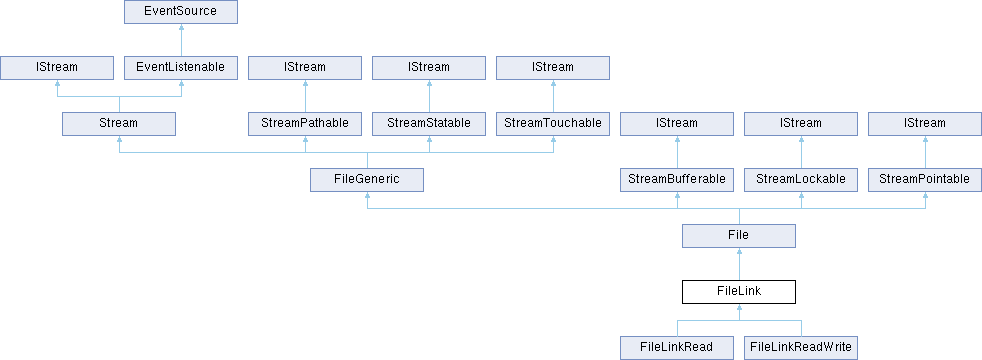 EventSource
IStream
EventListenable
IStream
IStream
IStream
Stream
StreamPathable
StreamStatable
StreamTouchable
IStream
IStream
IStream
FileGeneric
StreamBufferable
StreamLockable
StreamPointable
File
FileLink
FileLinkRead
FileLinkReadWrite